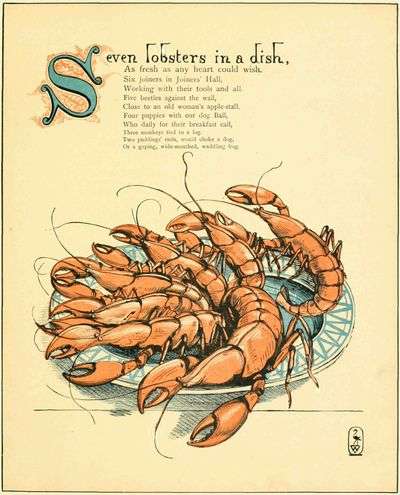 Seven lobsters in a dish,
As fresh as any heart could wish.
Six joiners in Joiners' Hall,
Working with their tools and all.
Five beetles against the wall,
Close to an old woman's apple-stall.
Four puppies with our dog Ball,
Who daily for their breakfast call,
Three monkeys tied to a log.
Two puddings' ends, would choke a dog,
Or a gaping, wide-mouthed, waddling frog.